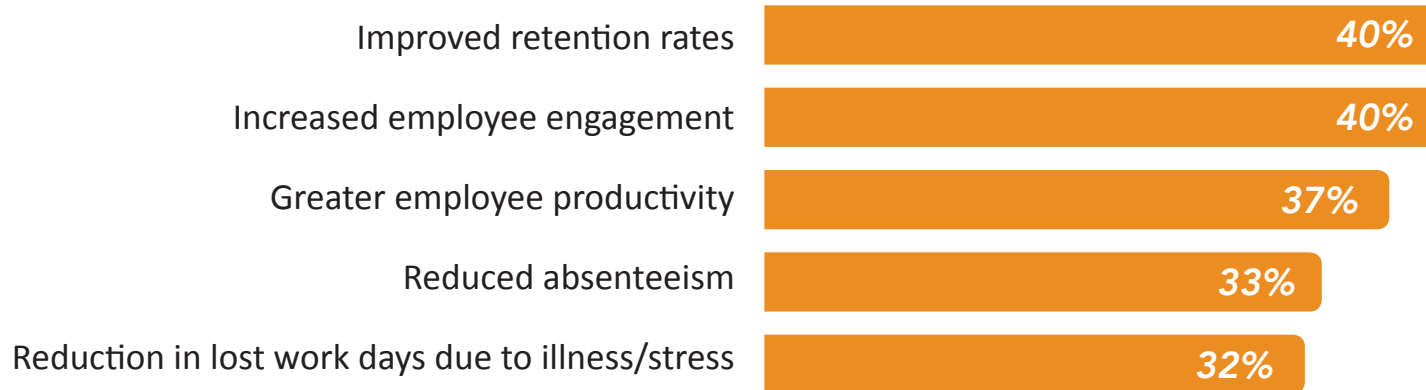 Improved retention rates 40%
Increased employee engagement 40%
Greater employee productivity 37%
Reduced absenteeism 33%
Reduction in lost work days due to illness/stress 32%